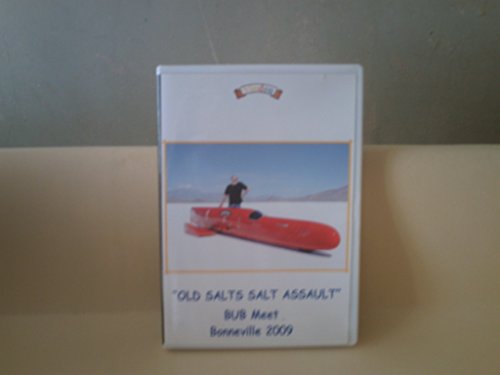 "OLD SALTS SALT ASSAULT"
BUB Meet
Bonneville 2009